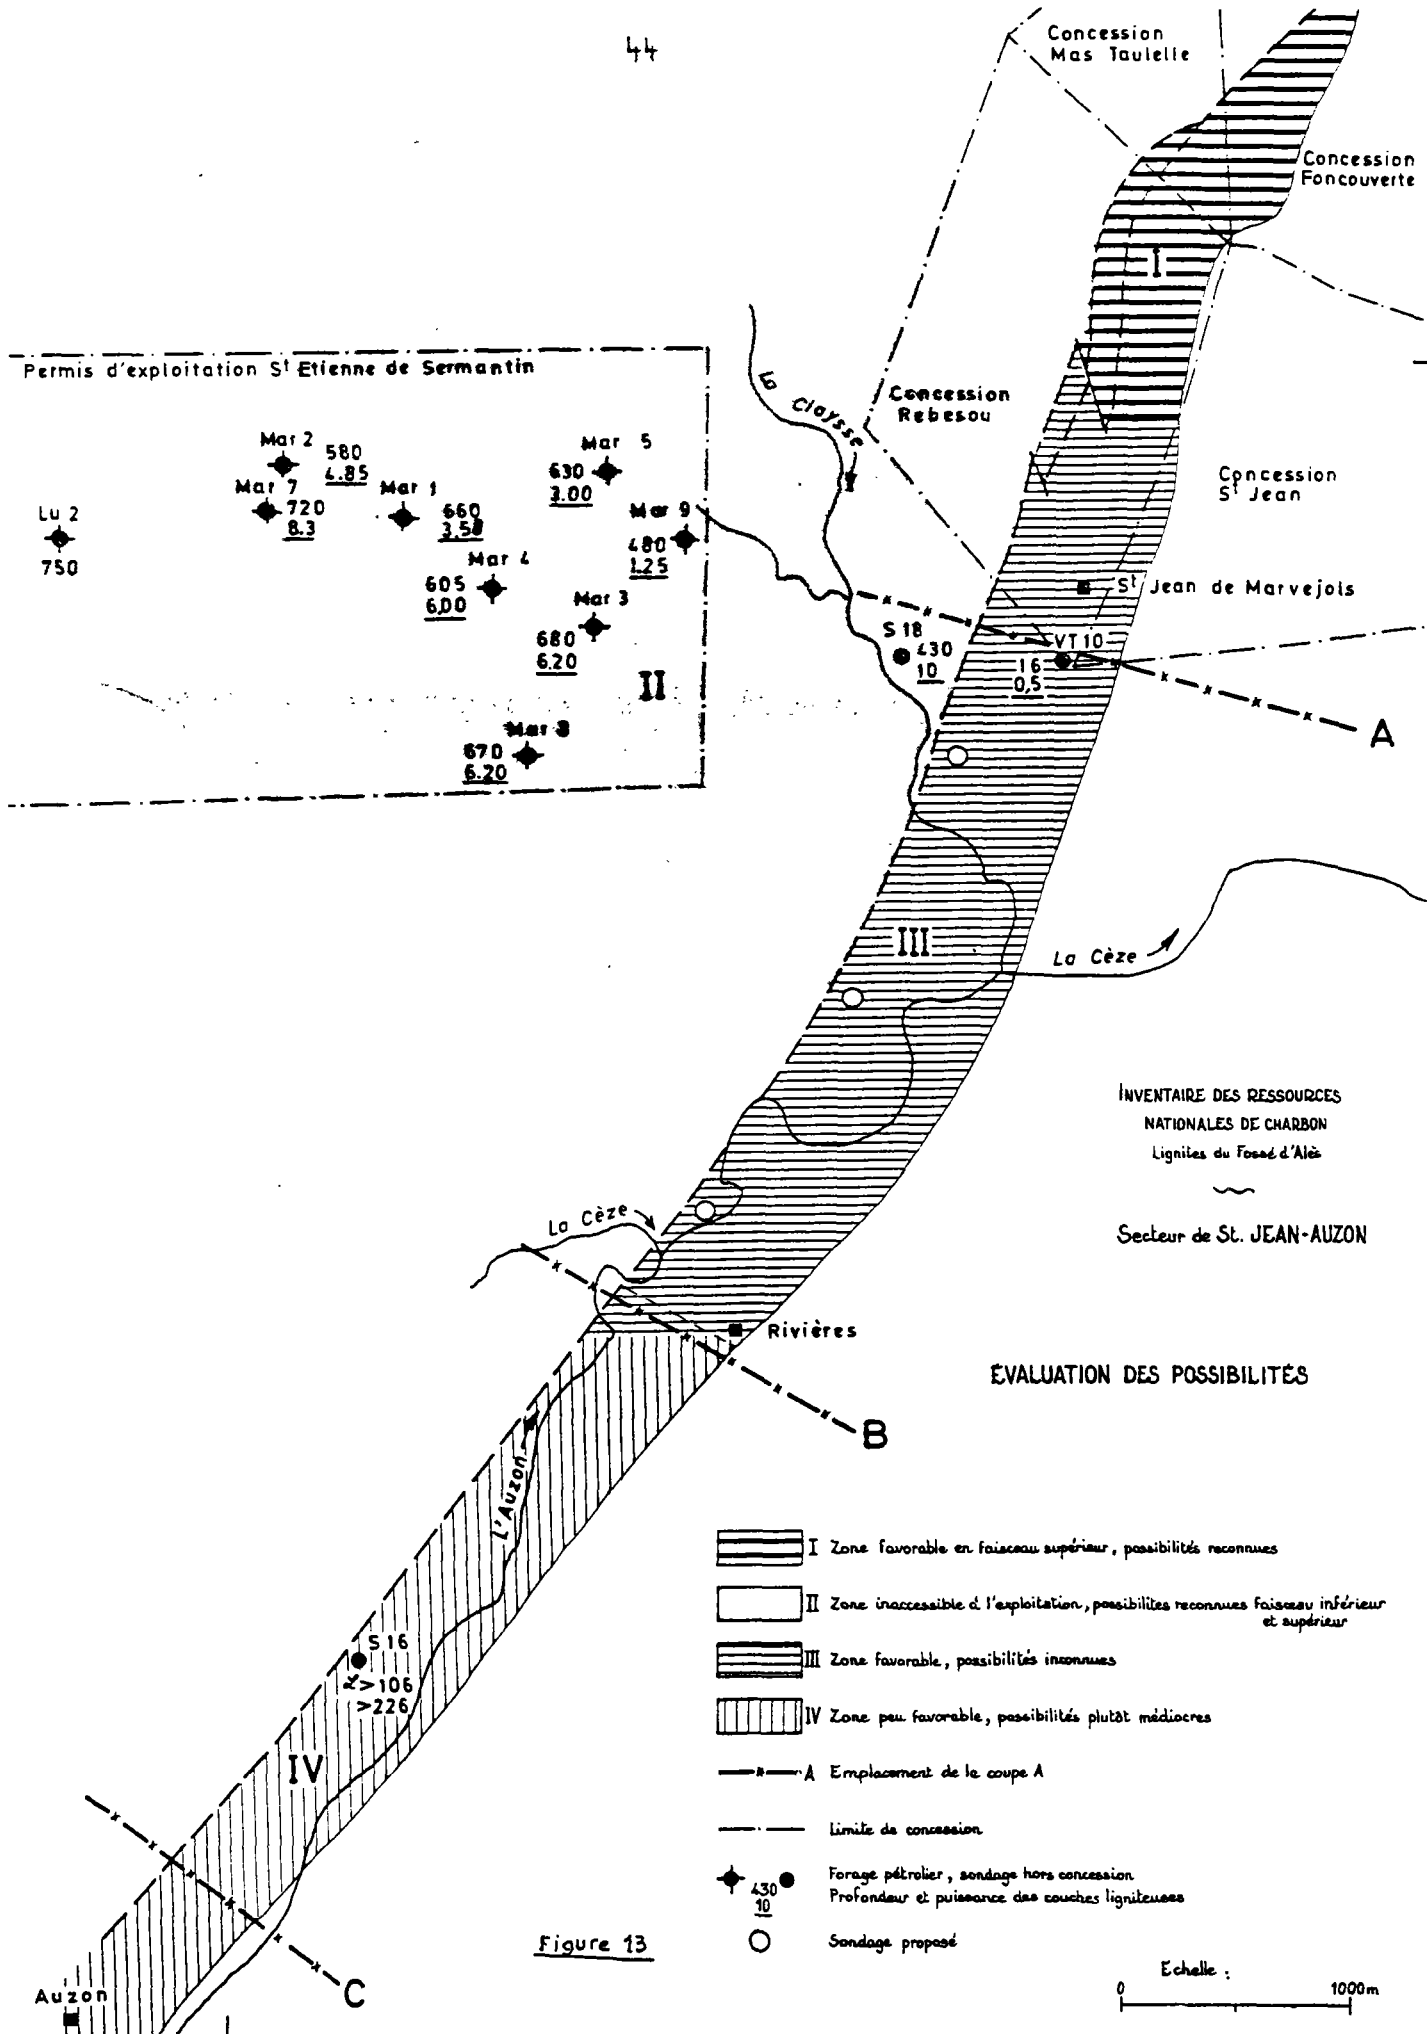 44
Concession
Mas Taulelle
Concession
Foncouverte
I
Permis d'exploitation St Etienne de Sermantin
La Claysse
Concession
Rebesou
Mar 2
580
4.85
Mar 7
720
8.3
Mar 1
660
3.50
Mar 5
630
3.00
Mar 9
480
1.25
Lu 2
750
Mar 4
605
6.00
Mar 3
680
6.20
II
Mar 8
670
6.20
Concession
St Jean
St Jean de Marvejols
S 18
430
10
VT 10
16
0,5
A
III
La Cèze
INVENTAIRE DES RESSOURCES
NATIONALES DE CHARBON
Lignites du Fossé d'Alès
Secteur de St. JEAN-AUZON
La Cèze
Rivières
EVALUATION DES POSSIBILITÉS
B
L'Auzon
I Zone favorable en faisceau supérieur, possibilités reconnues
II Zone inaccessible à l'exploitation, possibilites reconnues faisceau inférieur
et supérieur
III Zone favorable, possibilités inconnues
IV Zone peu favorable, possibilités plutôt médiocres
A Emplacement de la coupe A
Limite de concession
430
10
Forage pétrolier, sondage hors concession
Profondeur et puissance des couches ligniteuses
Sondage proposé
S 16
>106
>226
IV
C
Auzon
Figure 13
Echelle :
0 1000m